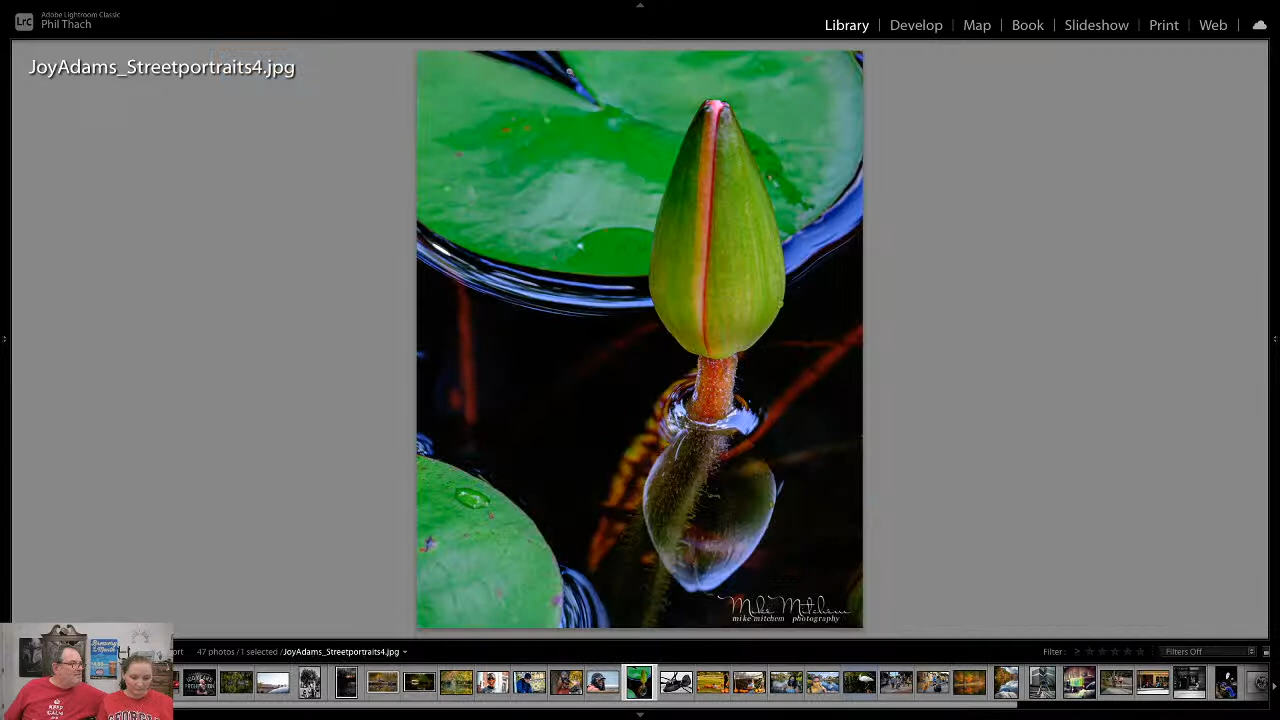 Adobe Lightroom Classic
Lrc Phil Thach
Library Develop Map Book Slideshow Print Web
JoyAdams_Streetportraits4.jpg
Mike Mitchem
mike mitchem photography
47 photos / 1 selected / JoyAdams_Streetportraits4.jpg
Filter: Filters Off